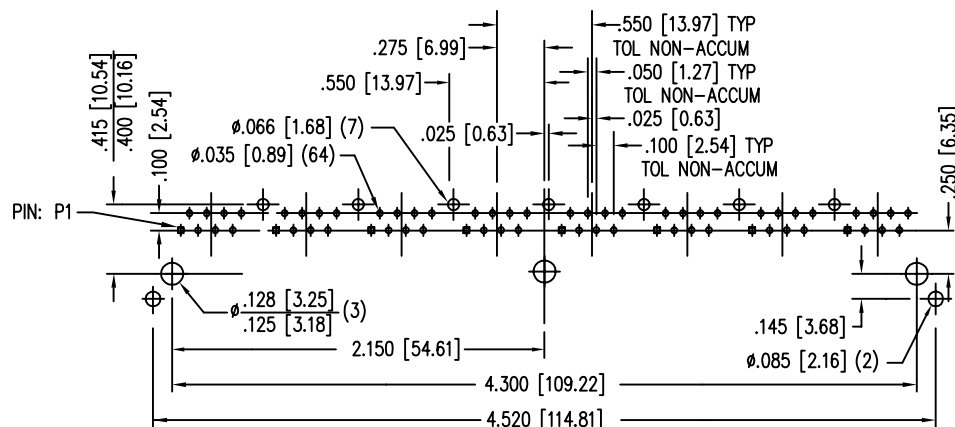 .550 [13.97] TYP
TOL NON-ACCUM
.275 [6.99]
.050 [1.27] TYP
TOL NON-ACCUM
.550 [13.97]
.025 [0.63]
.415 [10.54]
.400 [10.16]
.100 [2.54]
ø.066 [1.68] (7)
.025 [0.63]
.100 [2.54] TYP
TOL NON-ACCUM
ø.035 [0.89] (64)
.250 [6.35]
PIN: P1
ø.128 [3.25]
.125 [3.18] (3)
.145 [3.68]
2.150 [54.61]
ø.085 [2.16] (2)
4.300 [109.22]
4.520 [114.81]